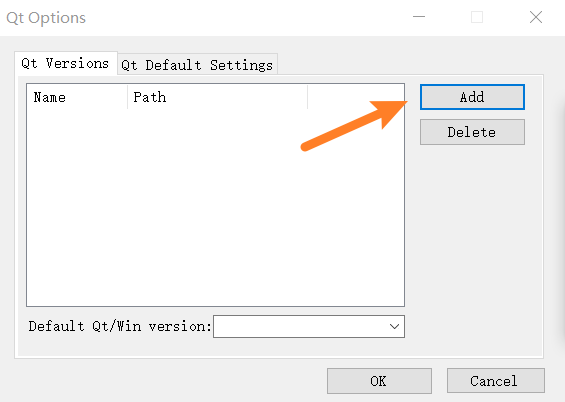 Qt Options
Qt Versions Qt Default Settings
Name Path
Add
Delete
Default Qt/Win version:
OK Cancel